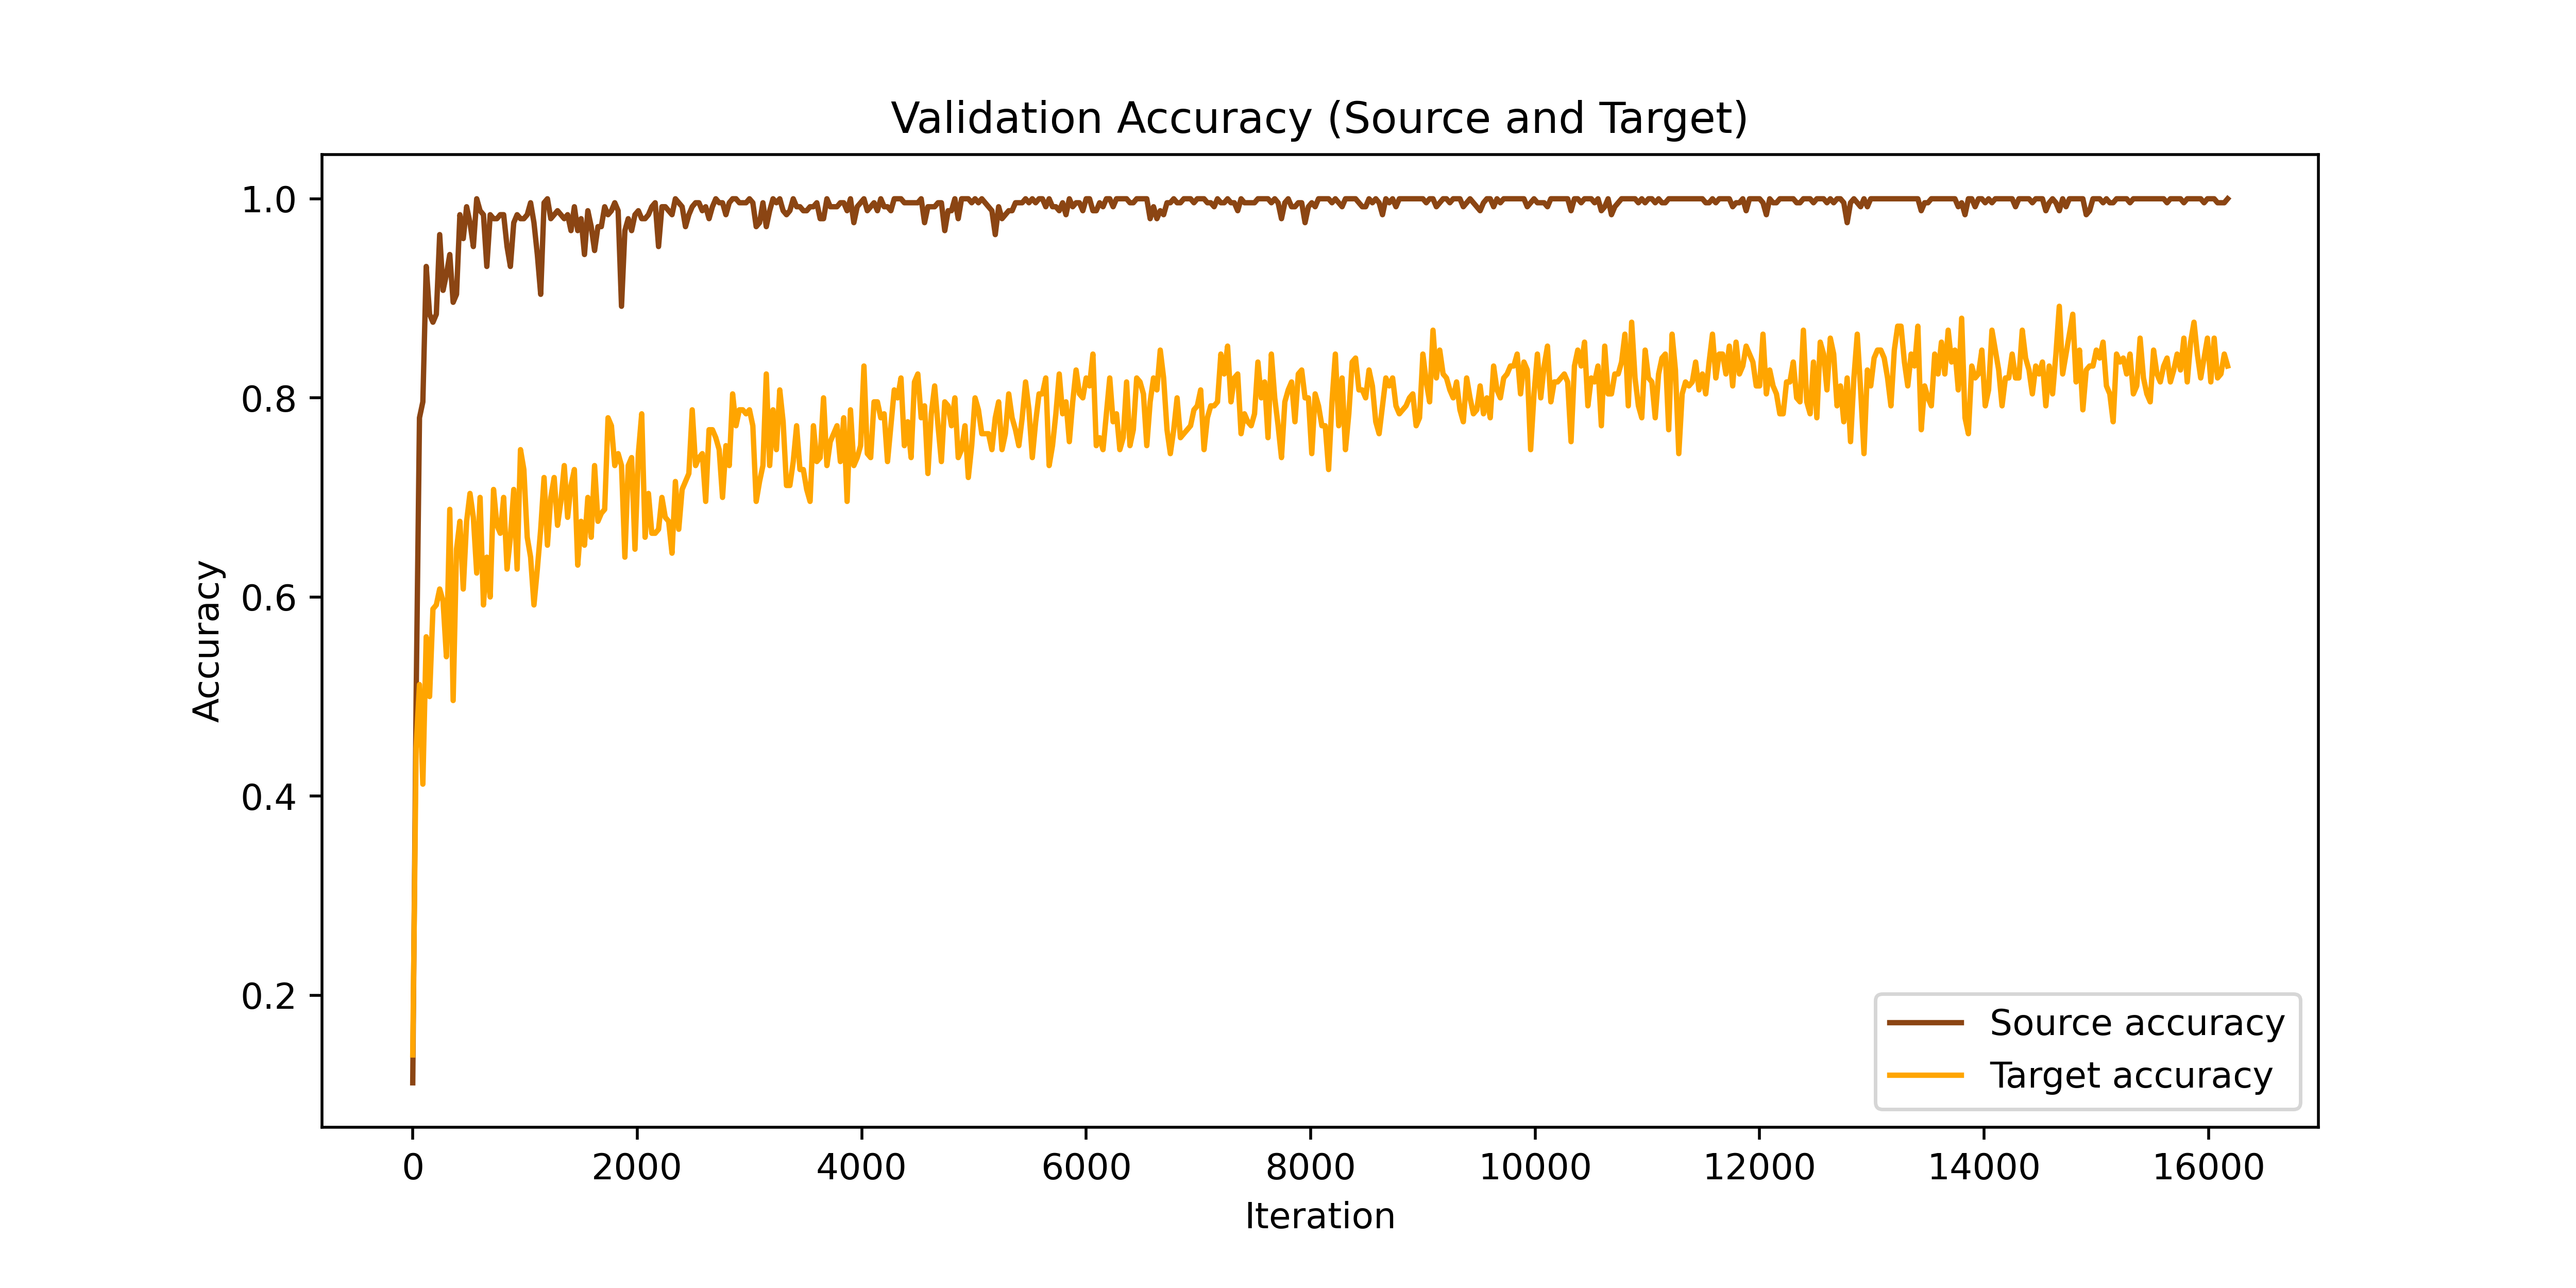 Validation Accuracy (Source and Target)
Accuracy
1.0
0.8
0.6
0.4
0.2
0 2000 4000 6000 8000 10000 12000 14000 16000
Iteration
Source accuracy
Target accuracy